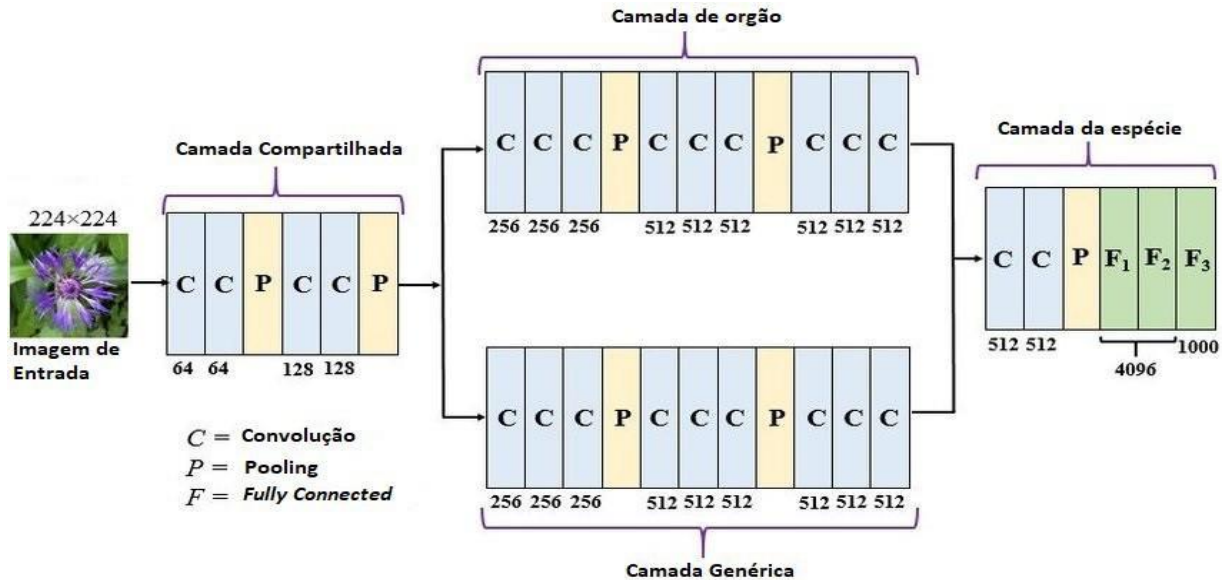 Camada de orgão
C C C P C C C P C C C
256 256 256 512 512 512 512 512 512
Camada Compartilhada
224×224
C C P C C P
64 64 128 128
Imagem de
Entrada
Camada da espécie
C C P F₁ F₂ F₃
512 512 4096 1000
C C C P C C C P C C C
256 256 256 512 512 512 512 512 512
Camada Genérica
C = Convolução
P = Pooling
F = Fully Connected